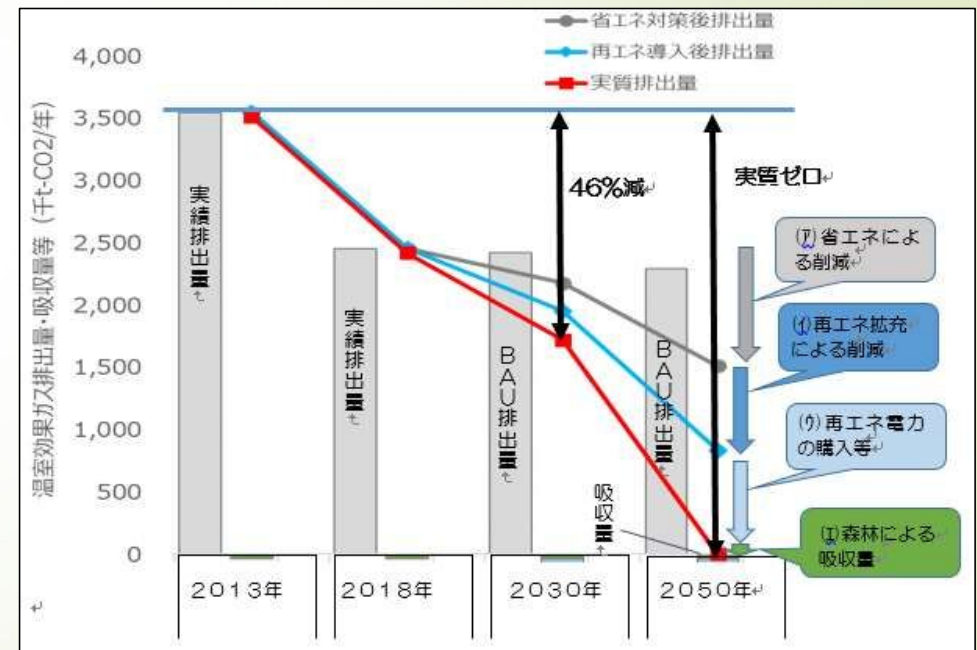 省エネ対策後排出量
再エネ導入後排出量
実質排出量
温室効果ガス排出量・吸収量等（千t-CO2/年）
4,000
3,500
3,000
2,500
2,000
1,500
1,000
500
0
実績排出量
実績排出量
BAU排出量
BAU排出量
46%減
実質ゼロ
(ア)省エネによ
る削減
(イ)再エネ拡充
による削減
(ウ)再エネ電力
の購入等
(エ)森林による
吸収量
吸収量
２０１３年
２０１８年
２０３０年
２０５０年